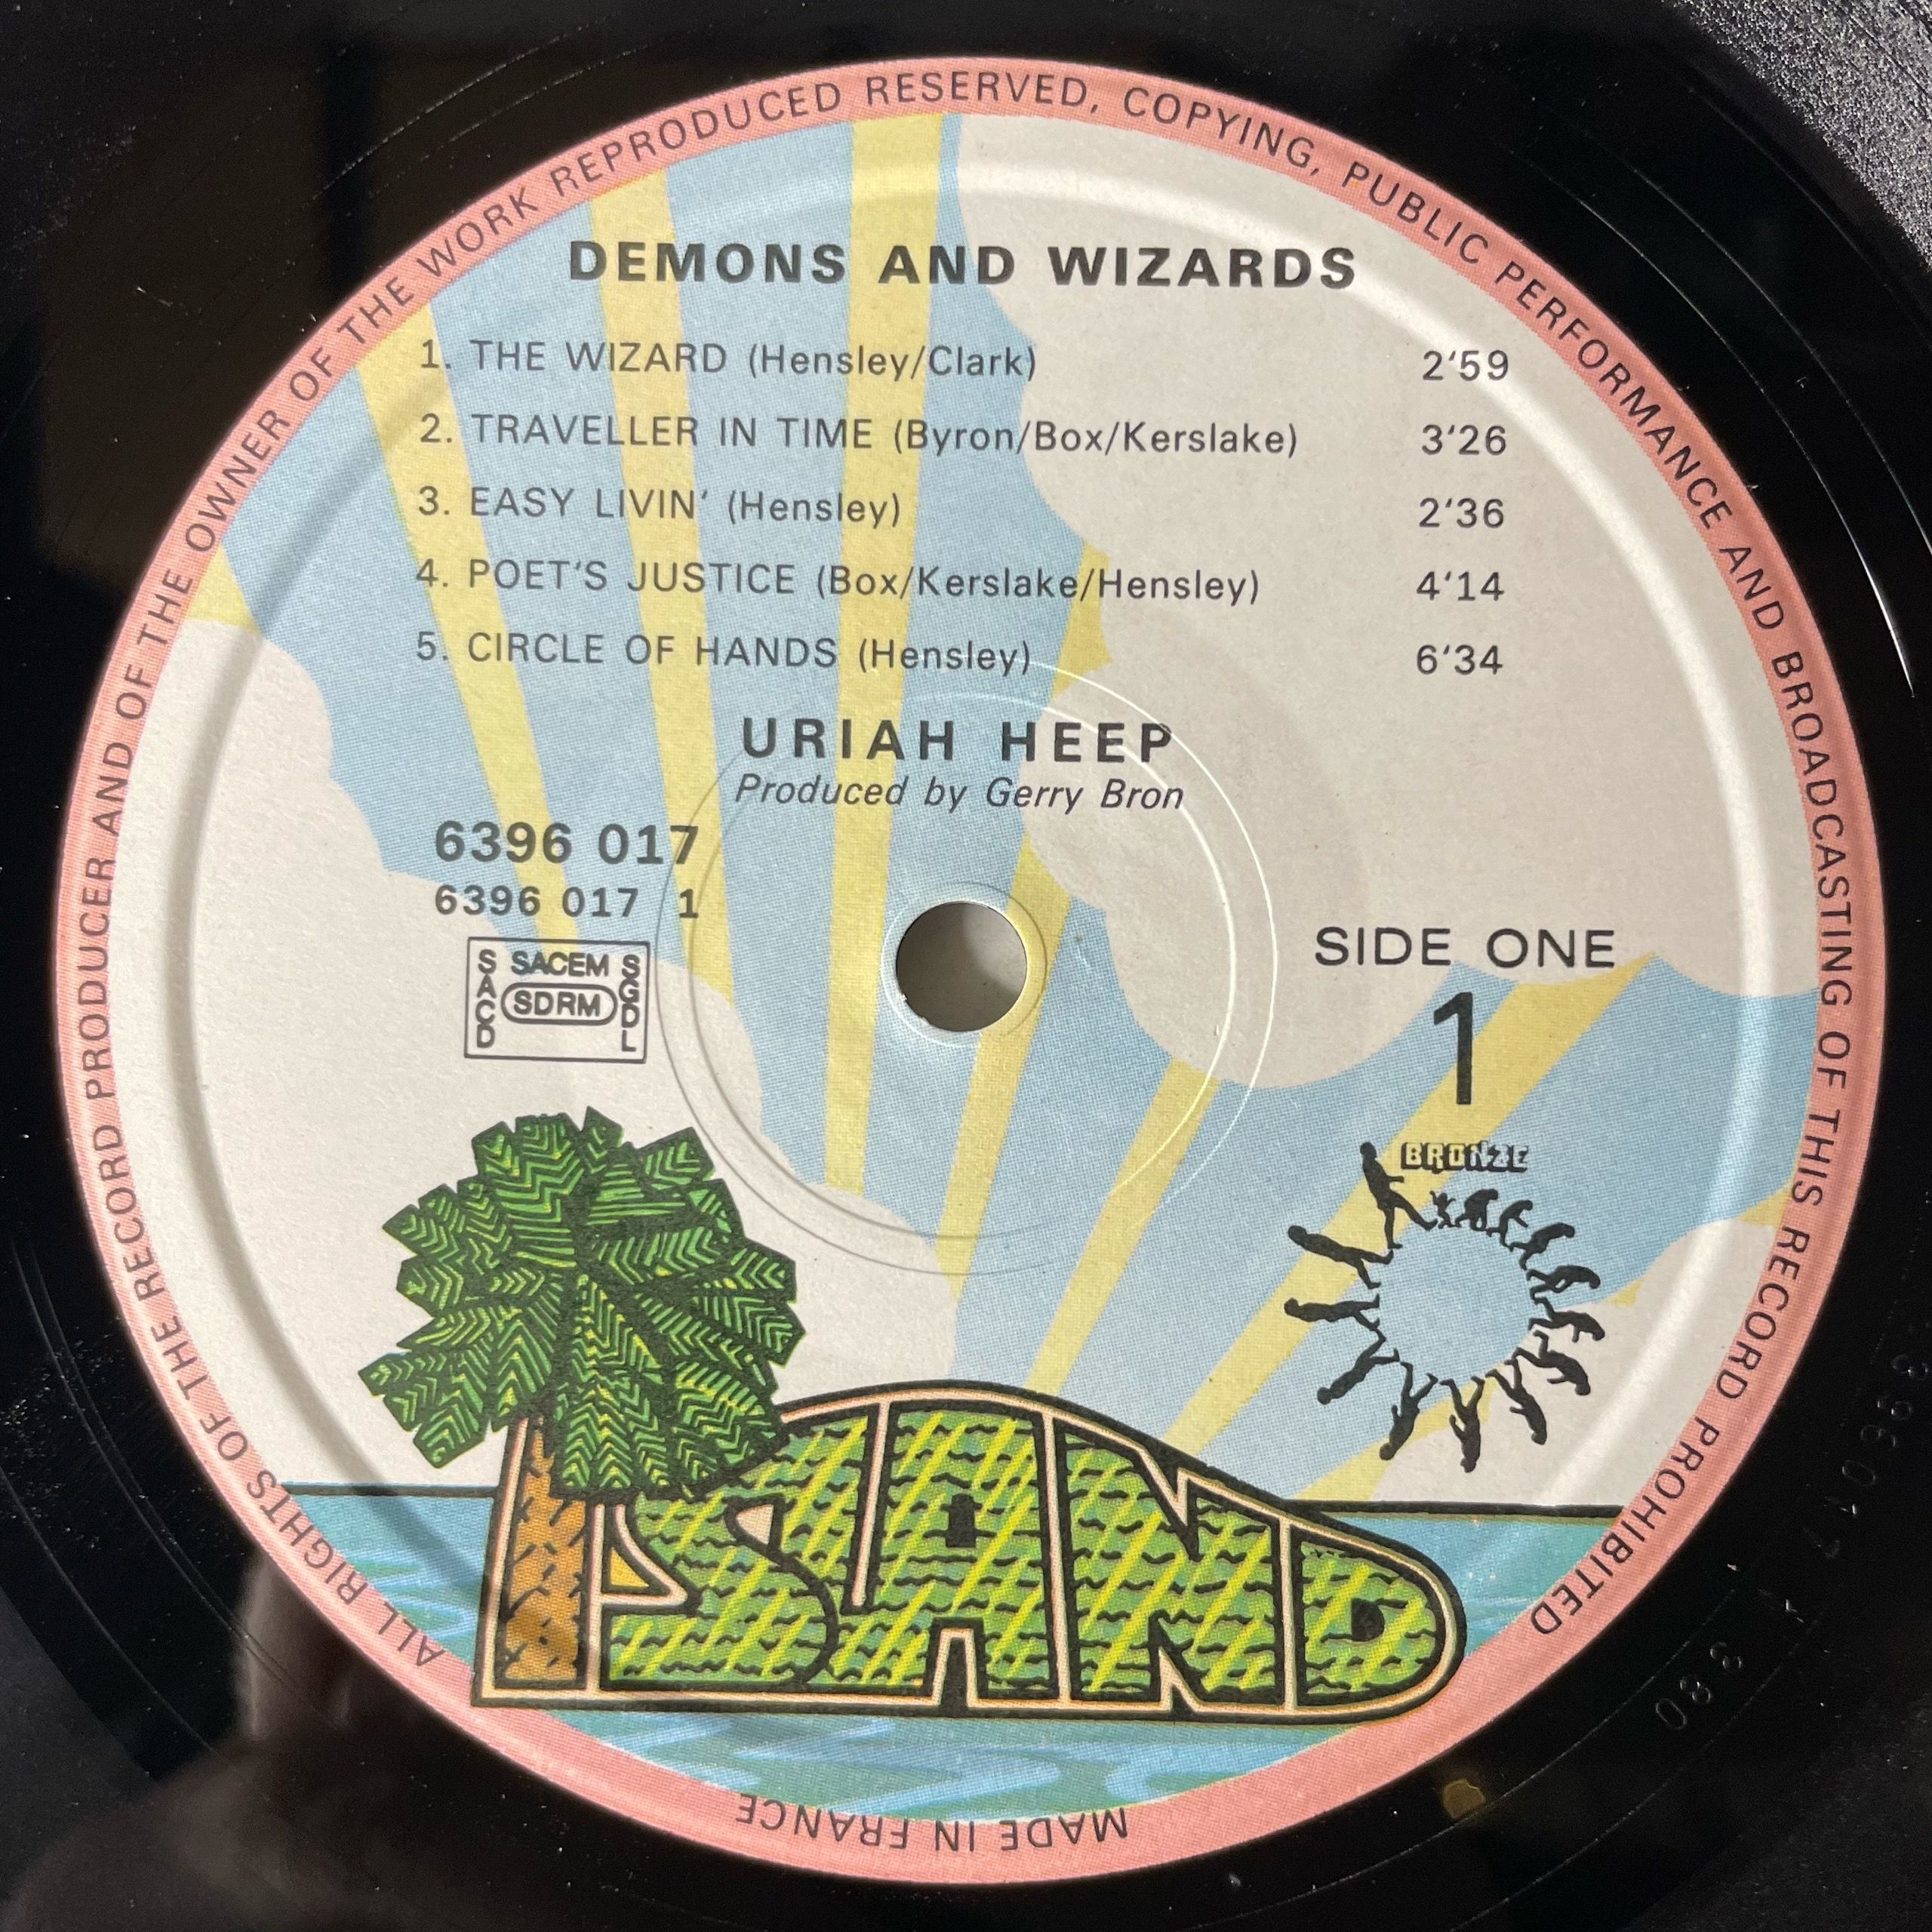 ALL RIGHTS OF THE RECORD PRODUCER AND OF THE OWNER OF THE WORK REPRODUCED RESERVED, COPYING, PUBLIC PERFORMANCE AND BROADCASTING OF THIS RECORD PROHIBITED
DEMONS AND WIZARDS
1. THE WIZARD (Hensley/Clark) 2'59
2. TRAVELLER IN TIME (Byron/Box/Kerslake) 3'26
3. EASY LIVIN' (Hensley) 2'36
4. POET'S JUSTICE (Box/Kerslake/Hensley) 4'14
5. CIRCLE OF HANDS (Hensley) 6'34
URIAH HEEP
Produced by Gerry Bron
6396 017
6396 017 1
SACD
SACEM
SDRM
SGDL
SIDE ONE
1
BRONZE
ISLAND
MADE IN FRANCE
380